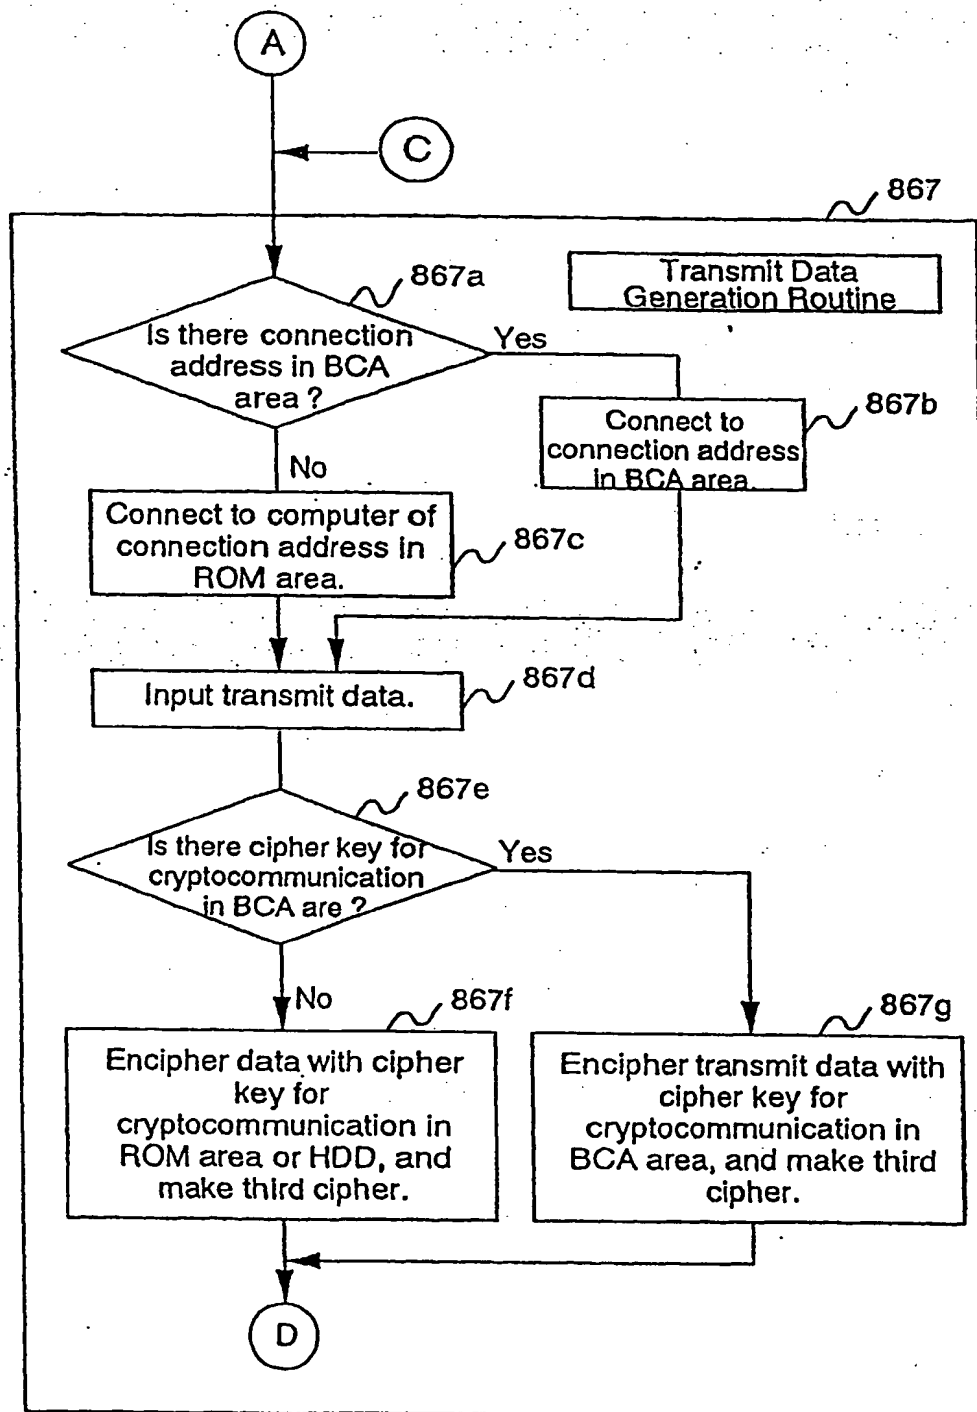 A
C
867
867a
Transmit Data
Generation Routine
Is there connection
address in BCA
area ?
Yes
867b
Connect to
connection address
in BCA area.
No
Connect to computer of
connection address in
ROM area.
867c
Input transmit data.
867d
867e
Is there cipher key for
cryptocommunication
in BCA are ?
Yes
No
867f
867g
Encipher data with cipher
key for
cryptocommunication in
ROM area or HDD, and
make third cipher.
Encipher transmit data with
cipher key for
cryptocommunication in
BCA area, and make third
cipher.
D